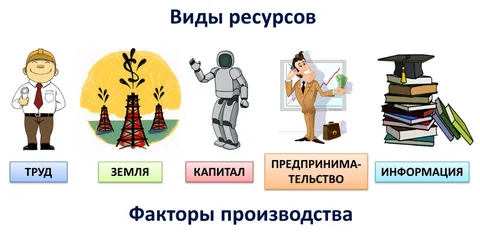 Виды ресурсов
ТРУД
ЗЕМЛЯ
КАПИТАЛ
ПРЕДПРИНИМА-
ТЕЛЬСТВО
ИНФОРМАЦИЯ
Факторы производства